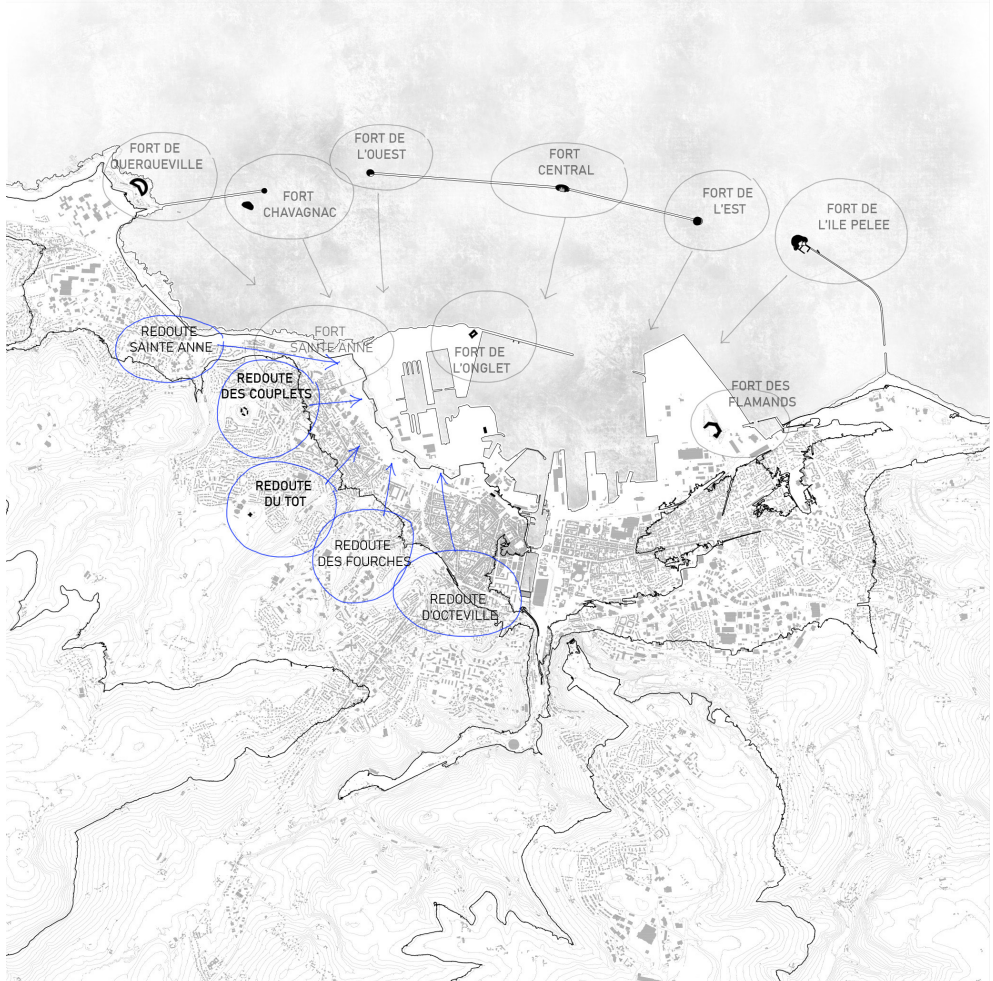 FORT DE
QUERQUEVILLE
FORT
CHAVAGNAC
FORT DE
L'OUEST
FORT
CENTRAL
FORT DE
L'EST
FORT DE
L'ILE PELEE
REDOUTE
SAINTE ANNE
FORT
SAINTE ANNE
FORT DE
L'ONGLET
REDOUTE
DES COUPLETS
FORT DES
FLAMANDS
REDOUTE
DU TOT
REDOUTE
DES FOURCHES
REDOUTE
D'OCTEVILLE